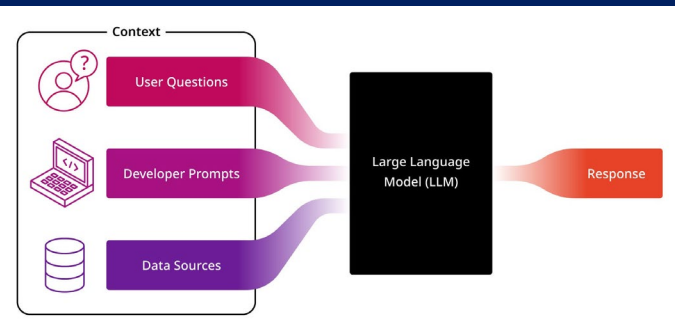 Context
?
User Questions
</>
Developer Prompts
Data Sources
Large Language
Model (LLM)
Response